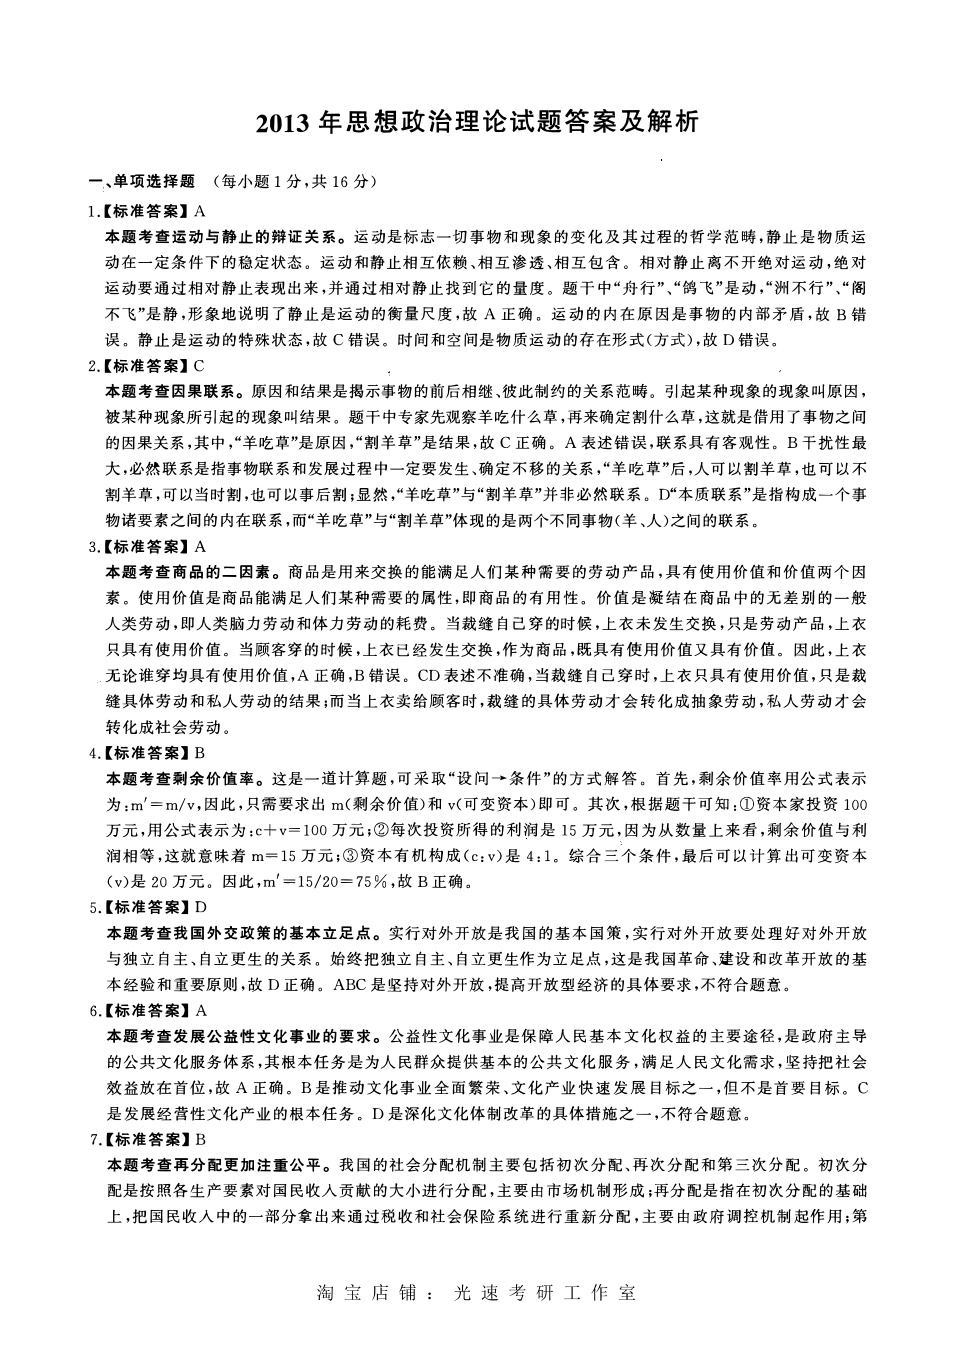 2013 年思想政治理论试题答案及解析
一、单项选择题 (每小题1分,共16分)
1.【标准答案】A
本题考查运动与静止的辩证关系。运动是标志一切事物和现象的变化及其过程的哲学范畴,静止是物质运
动在一定条件下的稳定状态。运动和静止相互依赖、相互渗透、相互包含。相对静止离不开绝对运动,绝对
运动要通过相对静止表现出来,并通过相对静止找到它的量度。题干中“舟行”、“鸽飞”是动,“洲不行”、“阁
不飞”是静,形象地说明了静止是运动的衡量尺度,故 A 正确。运动的内在原因是事物的内部矛盾,故 B 错
误。静止是运动的特殊状态,故 C 错误。时间和空间是物质运动的存在形式(方式),故 D 错误。
2.【标准答案】C
本题考查因果联系。原因和结果是揭示事物的前后相继、彼此制约的关系范畴。引起某种现象的现象叫原因,
被某种现象所引起的现象叫结果。题干中专家先观察羊吃什么草,再来确定割什么草,这就是借用了事物之间
的因果关系,其中,“羊吃草”是原因,“割羊草”是结果,故 C 正确。A 表述错误,联系具有客观性。B 干扰性最
大,必然联系是指事物联系和发展过程中一定要发生、确定不移的关系,“羊吃草”后,人可以割羊草,也可以不
割羊草,可以当时割,也可以事后割;显然,“羊吃草”与“割羊草”并非必然联系。D“本质联系”是指构成一个事
物诸要素之间的内在联系,而“羊吃草”与“割羊草”体现的是两个不同事物(羊、人)之间的联系。
3.【标准答案】A
本题考查商品的二因素。商品是用来交换的能满足人们某种需要的劳动产品,具有使用价值和价值两个因
素。使用价值是商品能满足人们某种需要的属性,即商品的有用性。价值是凝结在商品中的无差别的一般
人类劳动,即人类脑力劳动和体力劳动的耗费。当裁缝自己穿的时候,上衣未发生交换,只是劳动产品,上衣
只具有使用价值。当顾客穿的时候,上衣已经发生交换,作为商品,既具有使用价值又具有价值。因此,上衣
无论谁穿均具有使用价值,A 正确,B 错误。CD 表述不准确,当裁缝自己穿时,上衣只具有使用价值,只是裁
缝具体劳动和私人劳动的结果;而当上衣卖给顾客时,裁缝的具体劳动才会转化成抽象劳动,私人劳动才会
转化成社会劳动。
4.【标准答案】B
本题考查剩余价值率。这是一道计算题,可采取“设问→条件”的方式解答。首先,剩余价值率用公式表示
为:m′=m/v,因此,只需要求出 m(剩余价值)和 v(可变资本)即可。其次,根据题干可知:①资本家投资 100
万元,用公式表示为:c+v=100 万元;②每次投资所得的利润是 15 万元,因为从数量上来看,剩余价值与利
润相等,这就意味着 m=15 万元;③资本有机构成(c:v)是 4:1。综合三个条件,最后可以计算出可变资本
(v)是 20 万元。因此,m′=15/20=75%,故 B 正确。
5.【标准答案】D
本题考查我国外交政策的基本立足点。实行对外开放是我国的基本国策,实行对外开放要处理好对外开放
与独立自主、自立更生的关系。始终把独立自主、自立更生作为立足点,这是我国革命、建设和改革开放的基
本经验和重要原则,故 D 正确。ABC 是坚持对外开放,提高开放型经济的具体要求,不符合题意。
6.【标准答案】A
本题考查发展公益性文化事业的要求。公益性文化事业是保障人民基本文化权益的主要途径,是政府主导
的公共文化服务体系,其根本任务是为人民群众提供基本的公共文化服务,满足人民文化需求,坚持把社会
效益放在首位,故 A 正确。B 是推动文化事业全面繁荣、文化产业快速发展目标之一,但不是首要目标。C
是发展经营性文化产业的根本任务。D 是深化文化体制改革的具体措施之一,不符合题意。
7.【标准答案】B
本题考查再分配更加注重公平。我国的社会分配机制主要包括初次分配、再次分配和第三次分配。初次分
配是按照各生产要素对国民收入贡献的大小进行分配,主要由市场机制形成;再分配是指在初次分配的基础
上,把国民收入中的一部分拿出来通过税收和社会保险系统进行重新分配,主要由政府调控机制起作用;第
淘宝店铺：光速考研工作室